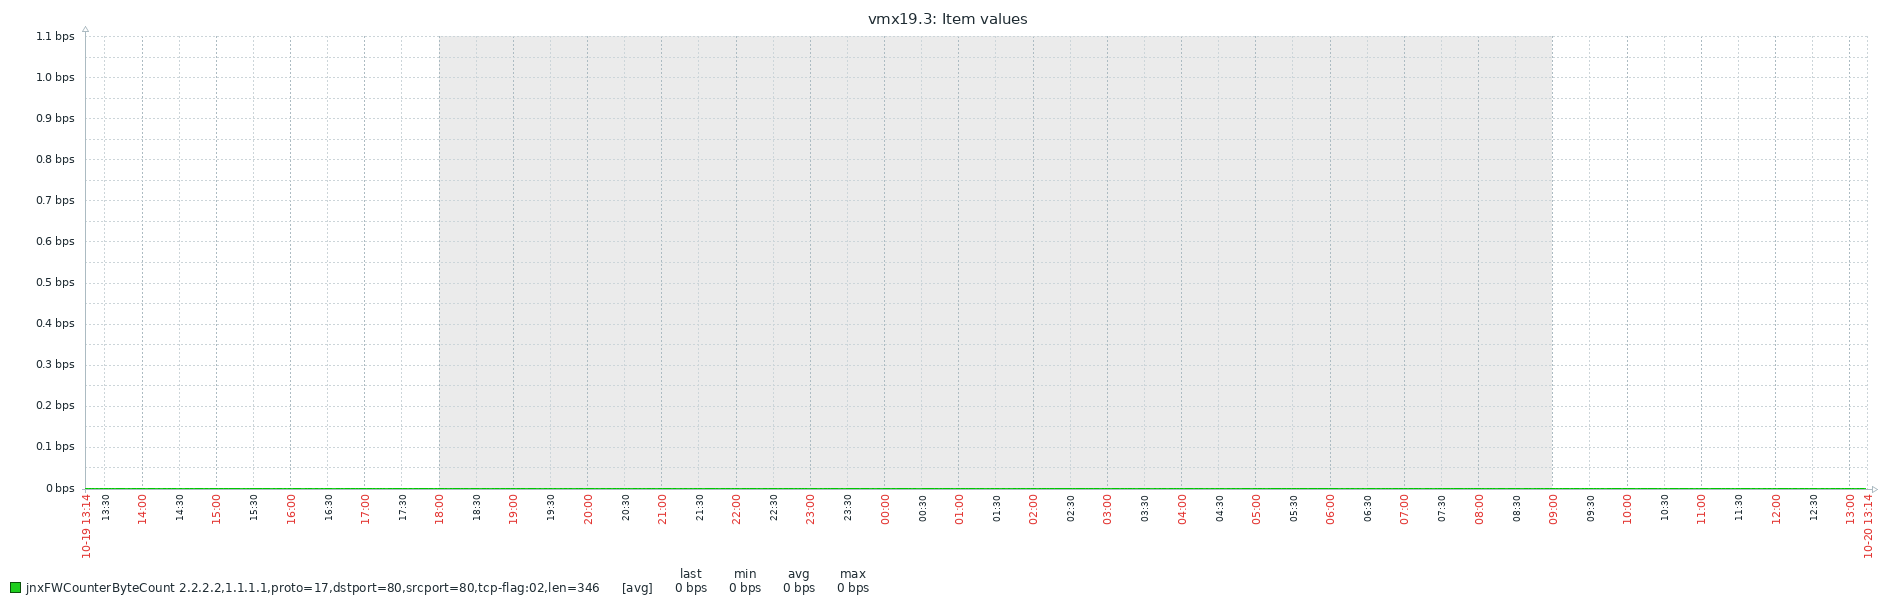 vmx19.3: Item values
1.1 bps
1.0 bps
0.9 bps
0.8 bps
0.7 bps
0.6 bps
0.5 bps
0.4 bps
0.3 bps
0.2 bps
0.1 bps
0 bps
10-19 13:14 13:30 14:00 14:30 15:00 15:30 16:00 16:30 17:00 17:30 18:00 18:30 19:00 19:30 20:00 20:30 21:00 21:30 22:00 22:30 23:00 23:30 00:00 00:30 01:00 01:30 02:00 02:30 03:00 03:30 04:00 04:30 05:00 05:30 06:00 06:30 07:00 07:30 08:00 08:30 09:00 09:30 10:00 10:30 11:00 11:30 12:00 12:30 13:00 10-20 13:14
last min avg max
jnxFWCounterByteCount 2.2.2.2,1.1.1.1,proto=17,dstport=80,srcport=80,tcp-flag:02,len=346 [avg] 0 bps 0 bps 0 bps 0 bps